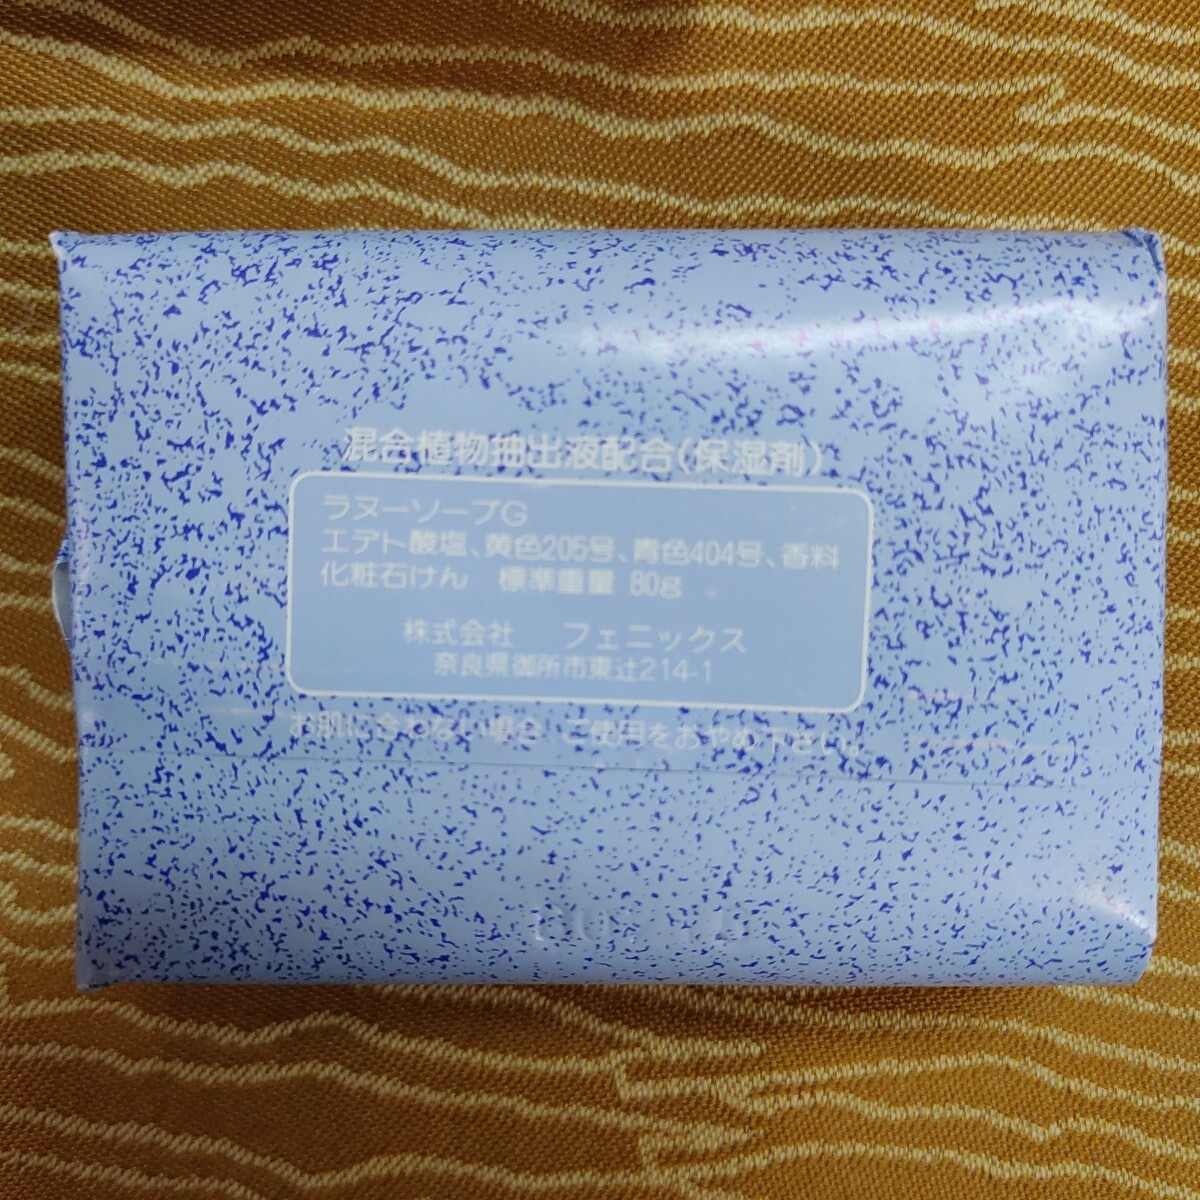 混合植物抽出液配合(保湿剤)
ラヌーソープG
エデト酸塩、黄色205号、青色404号、香料
化粧石けん　標準重量 80g
株式会社　フェニックス
奈良県御所市東辻214-1
お肌に合わない場合、ご使用をおやめ下さい。